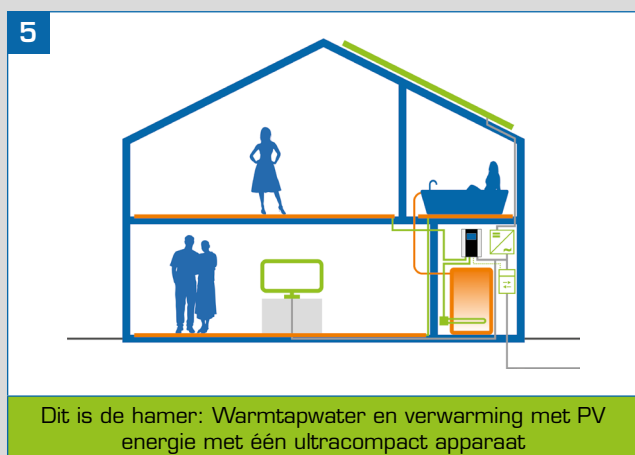 5
Dit is de hamer: Warmtapwater en verwarming met PV
energie met één ultracompact apparaat